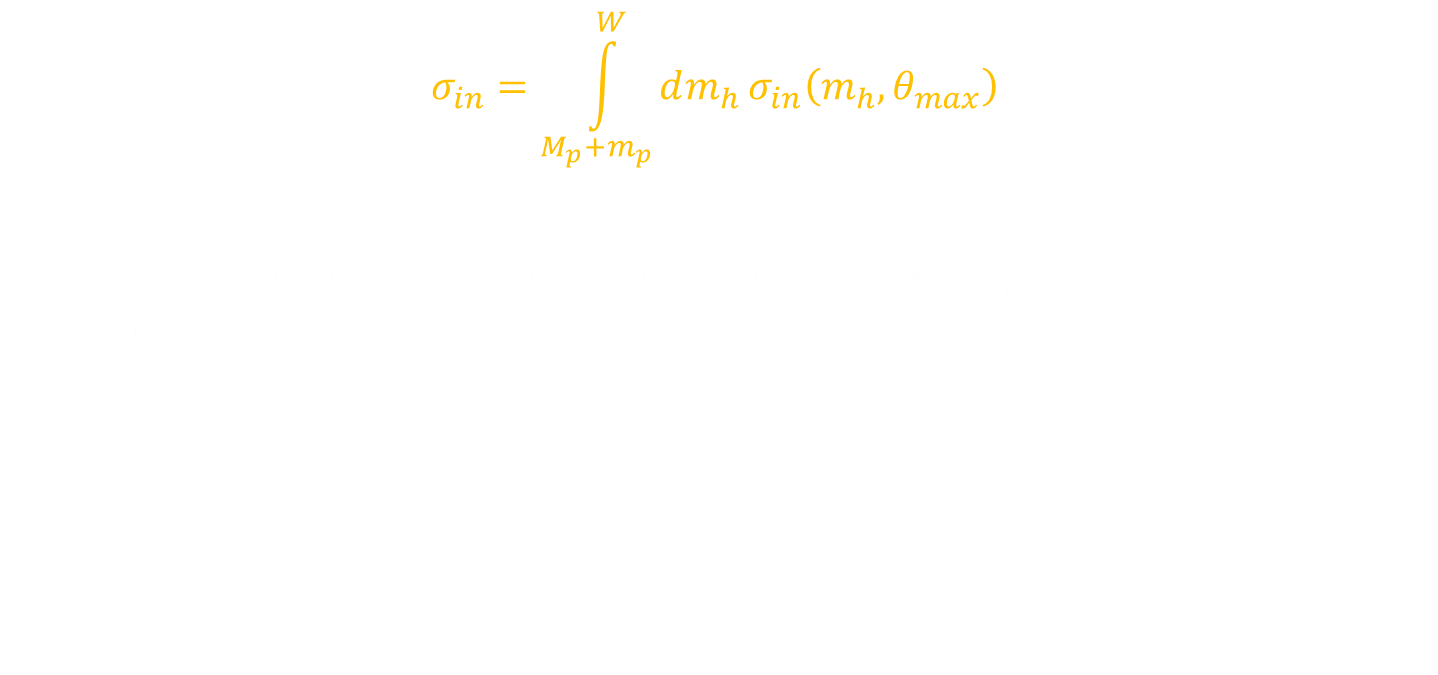 σ_in = ∫_{M_p+m_p}^{W} dm_h σ_in(m_h, θ_max)